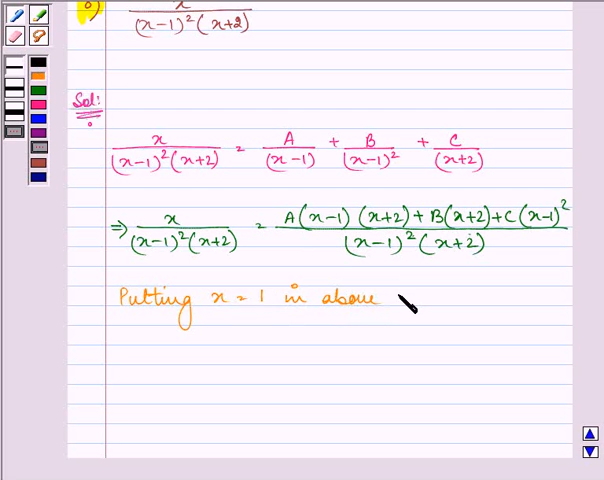 8) x/((x-1)²(x+2))
Sol:
x/((x-1)²(x+2)) = A/(x-1) + B/(x-1)² + C/(x+2)
⇒ x/((x-1)²(x+2)) = (A(x-1)(x+2)+B(x+2)+C(x-1)²)/((x-1)²(x+2))
Putting x = 1 in above